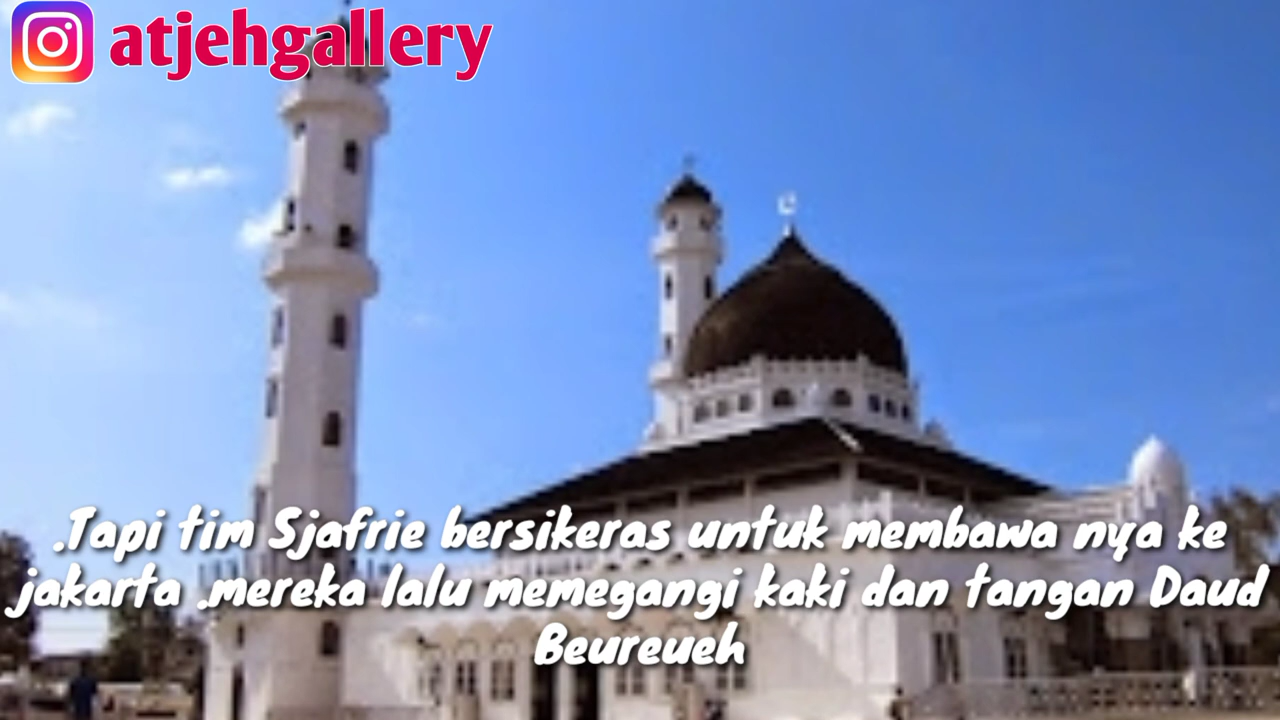 atjehgallery
.Tapi tim Sjafrie bersikeras untuk membawa nya ke
jakarta .mereka lalu memegangi kaki dan tangan Daud
Beureueh